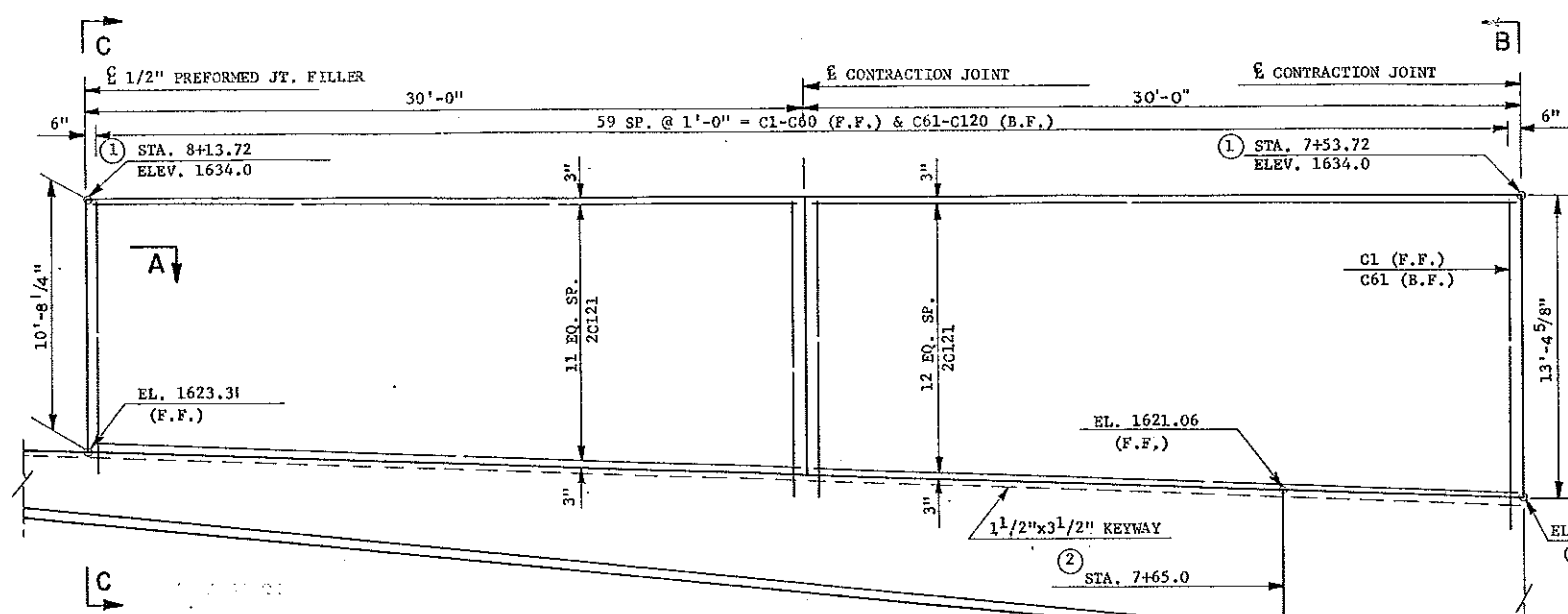 C
B
℄ 1/2" PREFORMED JT. FILLER
℄ CONTRACTION JOINT
℄ CONTRACTION JOINT
30'-0"
30'-0"
6"
59 SP. @ 1'-0" = C1-C60 (F.F.) & C61-C120 (B.F.)
6"
1 STA. 8+13.72
ELEV. 1634.0
1 STA. 7+53.72
ELEV. 1634.0
3"
3"
A
10'-8 1/4"
11 EQ. SP.
2C121
12 EQ. SP.
2C121
C1 (F.F.)
C61 (B.F.)
13'-4 5/8"
EL. 1623.31
(F.F.)
EL. 1621.06
(F.F.)
3"
3"
1 1/2"x3 1/2" KEYWAY
2
STA. 7+65.0
EL
(
C